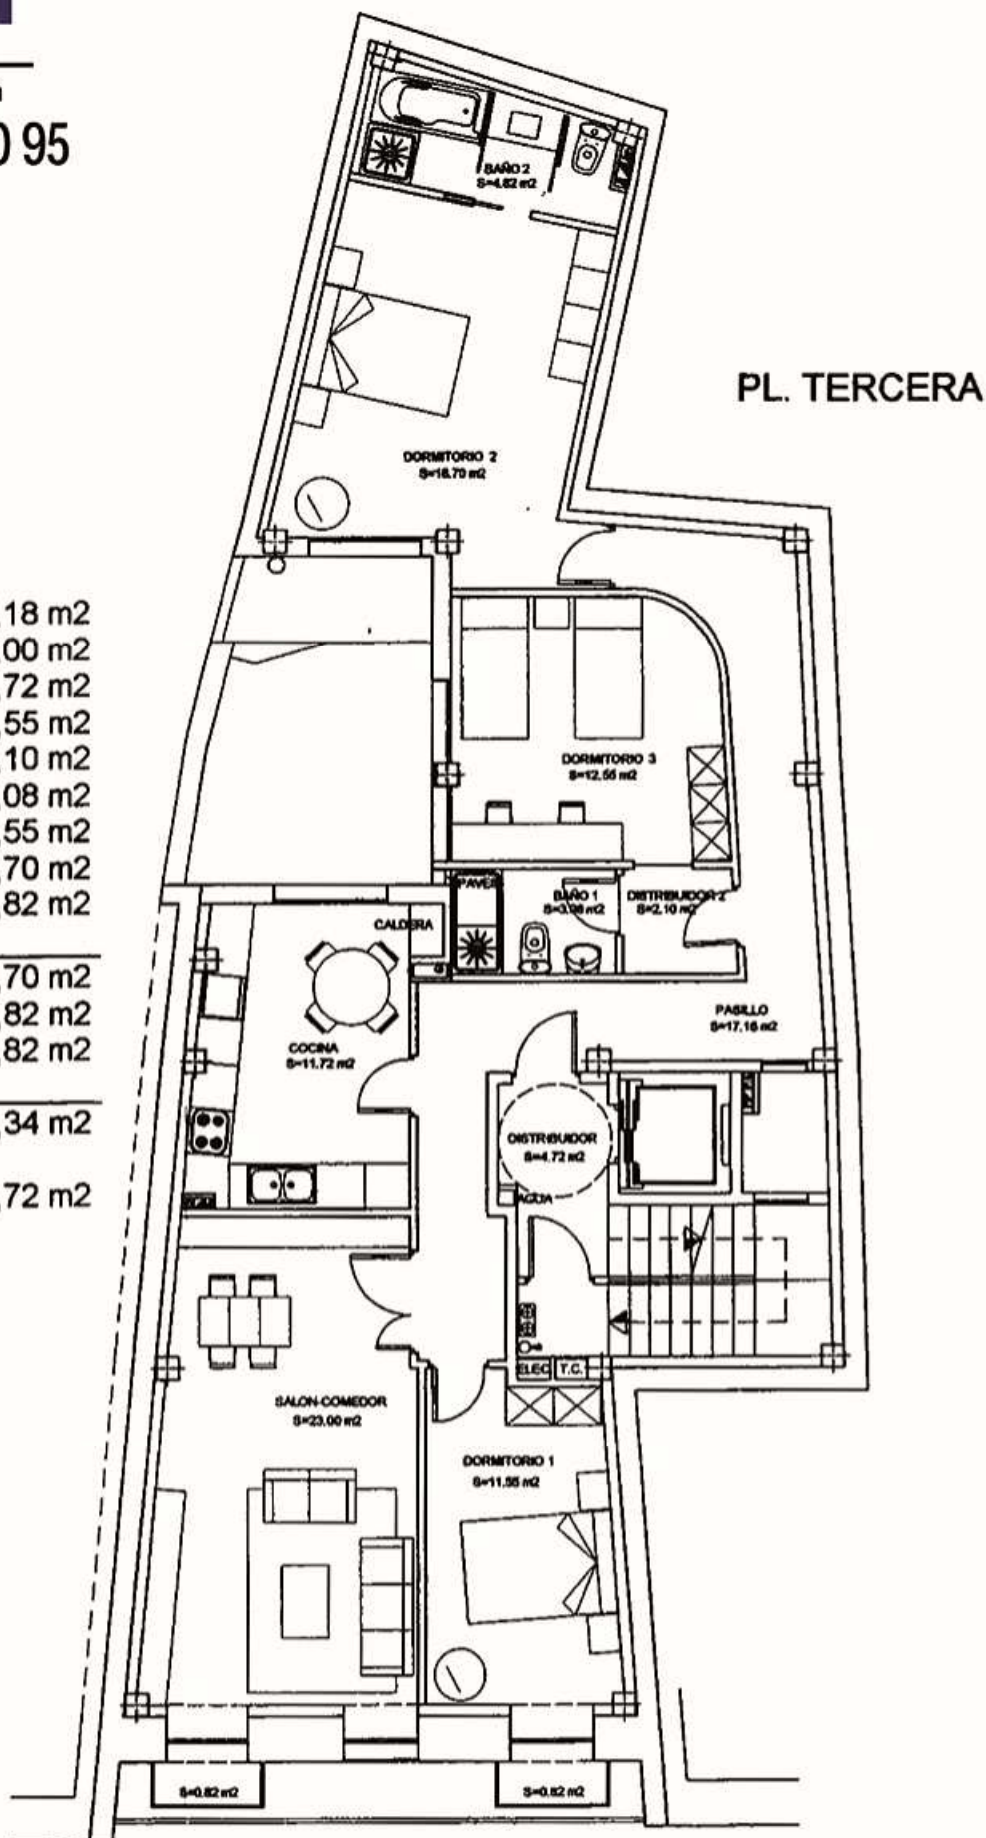 0 95
BAÑO 2
S=4.82 m2
PL. TERCERA
DORMITORIO 2
S=18.70 m2
,18 m2
,00 m2
,72 m2
,55 m2
,10 m2
,08 m2
,55 m2
,70 m2
,82 m2
,70 m2
,82 m2
,82 m2
,34 m2
,72 m2
DORMITORIO 3
S=12.55 m2
PAVES
BAÑO 1
DISTRIBUIDOR 2
S=2.10 m2
CALDERA
PASILLO
S=17.18 m2
COCINA
S=11.72 m2
DISTRIBUIDOR
S=4.72 m2
AGUA
ELEC
T.C.
SALON-COMEDOR
S=23.00 m2
DORMITORIO 1
S=11.55 m2
S=0.82 m2
S=0.82 m2